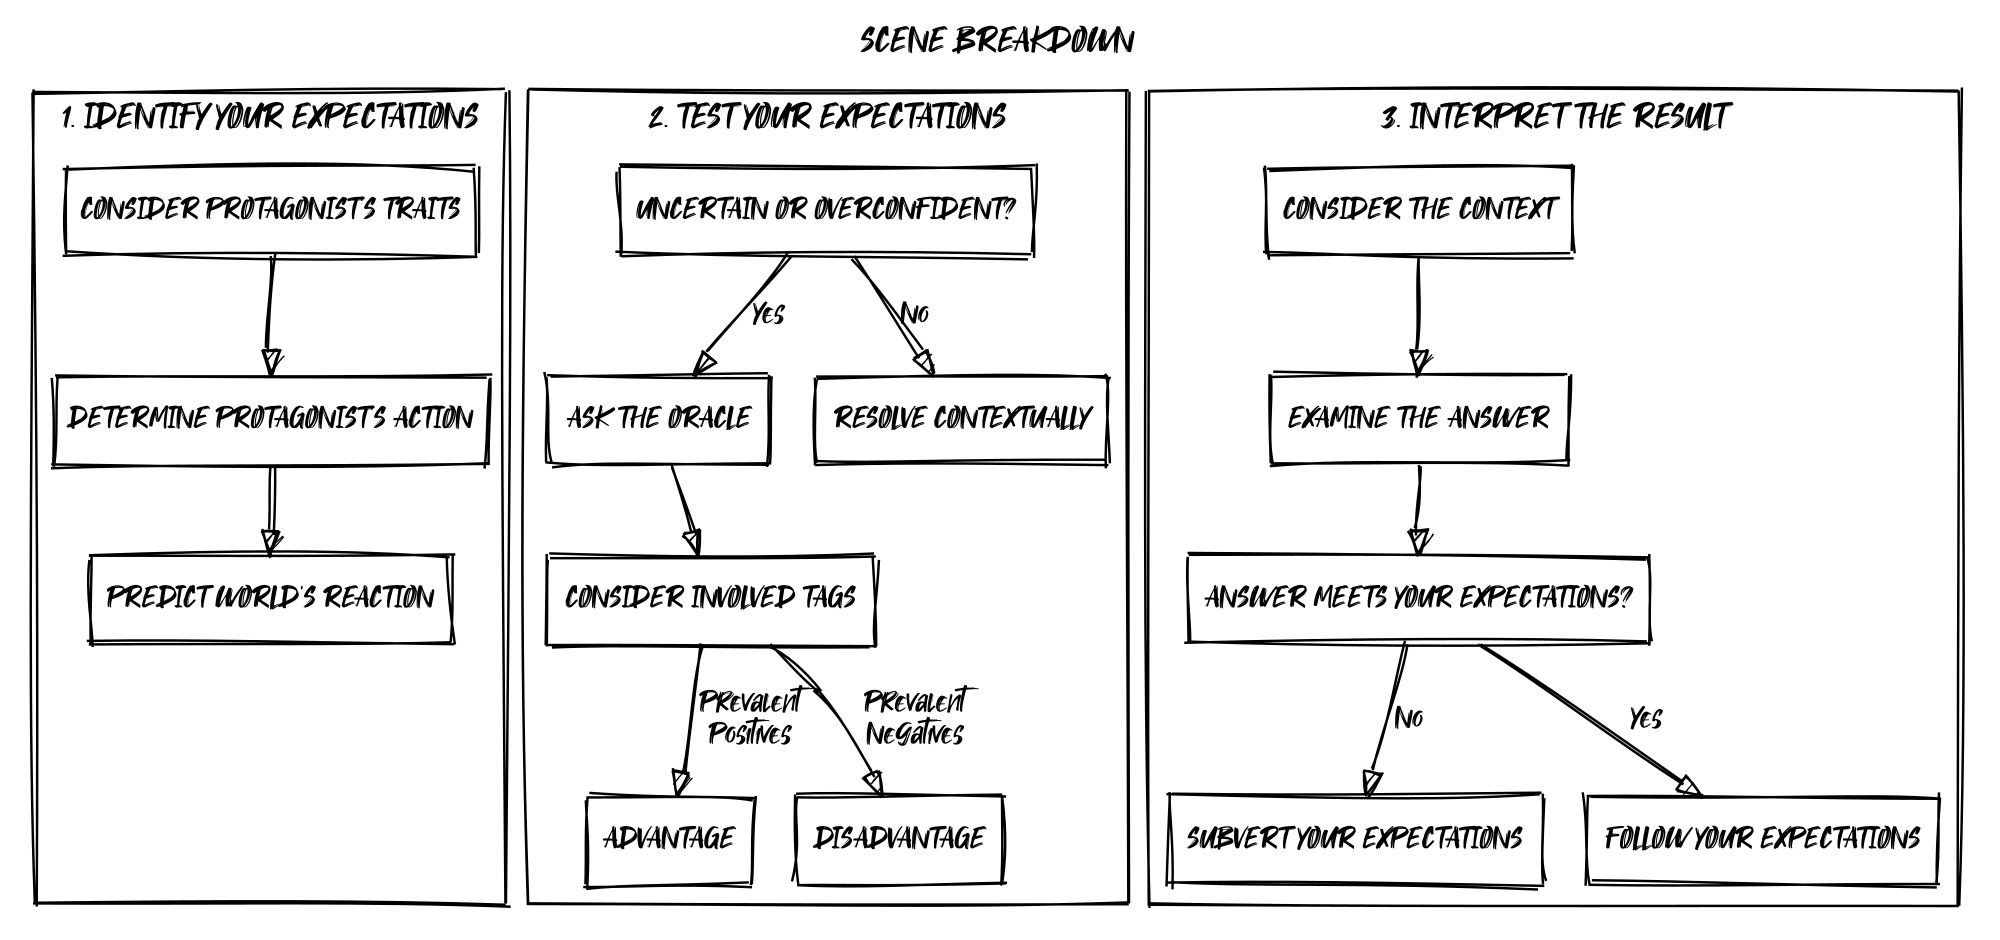 SCENE BREAKDOWN
1. IDENTIFY YOUR EXPECTATIONS
CONSIDER PROTAGONIST'S TRAITS
DETERMINE PROTAGONIST'S ACTION
PREDICT WORLD'S REACTION
2. TEST YOUR EXPECTATIONS
UNCERTAIN OR OVERCONFIDENT?
Yes
No
ASK THE ORACLE
RESOLVE CONTEXTUALLY
CONSIDER INVOLVED TAGS
Prevalent
Positives
Prevalent
Negatives
ADVANTAGE
DISADVANTAGE
3. INTERPRET THE RESULT
CONSIDER THE CONTEXT
EXAMINE THE ANSWER
ANSWER MEETS YOUR EXPECTATIONS?
No
Yes
SUBVERT YOUR EXPECTATIONS
FOLLOW YOUR EXPECTATIONS